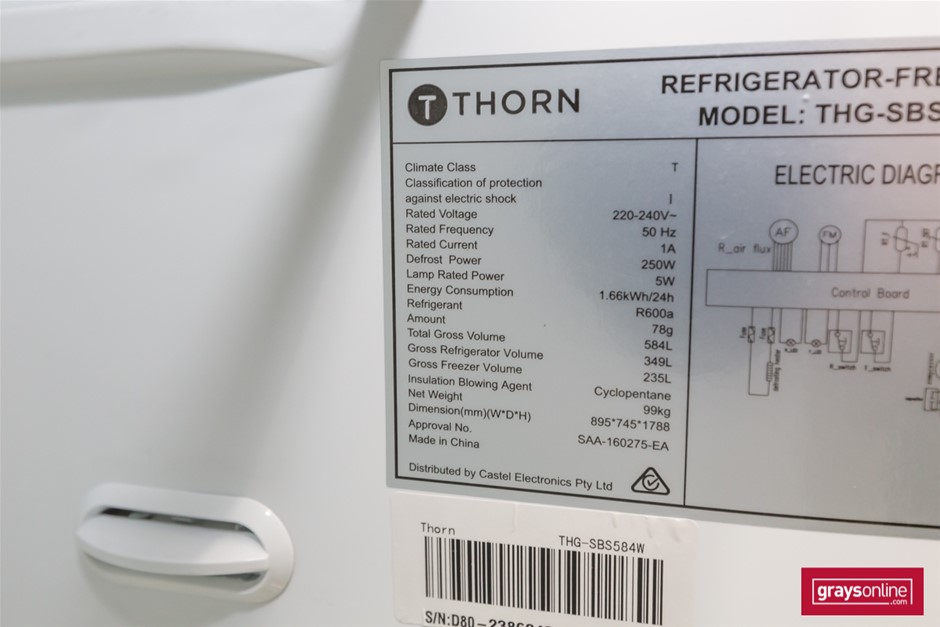 T THORN
REFRIGERATOR-FRE
MODEL: THG-SBS
Climate Class T
Classification of protection
against electric shock I
Rated Voltage 220-240V~
Rated Frequency 50 Hz
Rated Current 1A
Defrost Power 250W
Lamp Rated Power 5W
Energy Consumption 1.66kWh/24h
Refrigerant R600a
Amount 78g
Total Gross Volume 584L
Gross Refrigerator Volume 349L
Gross Freezer Volume 235L
Insulation Blowing Agent Cyclopentane
Net Weight 99kg
Dimension(mm)(W*D*H) 895*745*1788
Approval No. SAA-160275-EA
Made in China
Distributed by Castel Electronics Pty Ltd
ELECTRIC DIAGR
AF
FM
R_air flux
Control Board
Thorn
THG-SBS584W
S/N:D80-
graysonline
.com